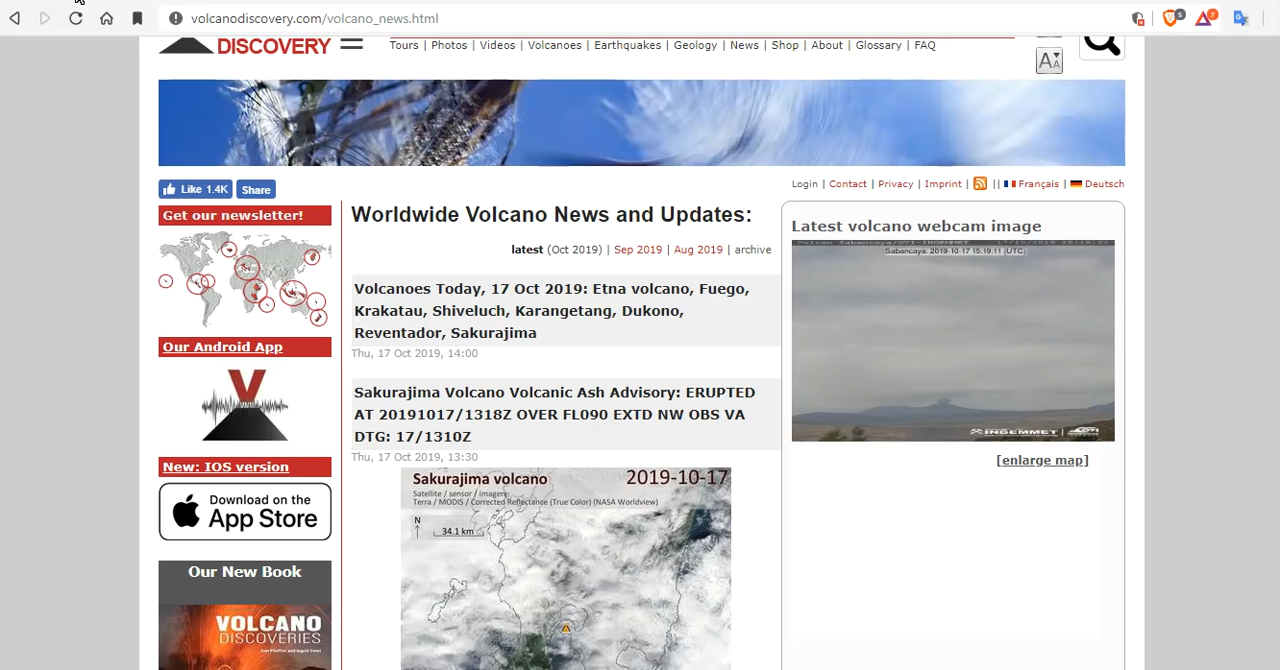 volcanodiscovery.com/volcano_news.html
5
7
DISCOVERY
Tours | Photos | Videos | Volcanoes | Earthquakes | Geology | News | Shop | About | Glossary | FAQ
AA
Like 1.4K
Share
Login | Contact | Privacy | Imprint | || Français | Deutsch
Get our newsletter!
Our Android App
V
New: IOS version
Download on the
App Store
Our New Book
VOLCANO
DISCOVERIES
Worldwide Volcano News and Updates:
latest (Oct 2019) | Sep 2019 | Aug 2019 | archive
Volcanoes Today, 17 Oct 2019: Etna volcano, Fuego,
Krakatau, Shiveluch, Karangetang, Dukono,
Reventador, Sakurajima
Thu, 17 Oct 2019, 14:00
Sakurajima Volcano Volcanic Ash Advisory: ERUPTED
AT 20191017/1318Z OVER FL090 EXTD NW OBS VA
DTG: 17/1310Z
Thu, 17 Oct 2019, 13:30
Sakurajima volcano
2019-10-17
Satellite / sensor / imagery:
Terra / MODIS / Corrected Reflectance (True Color) (NASA Worldview)
N
34.1 km
Latest volcano webcam image
Sabancaya, 2019-10-17 15:19:11 (UTC)
INGEMMET | OVI
[enlarge map]